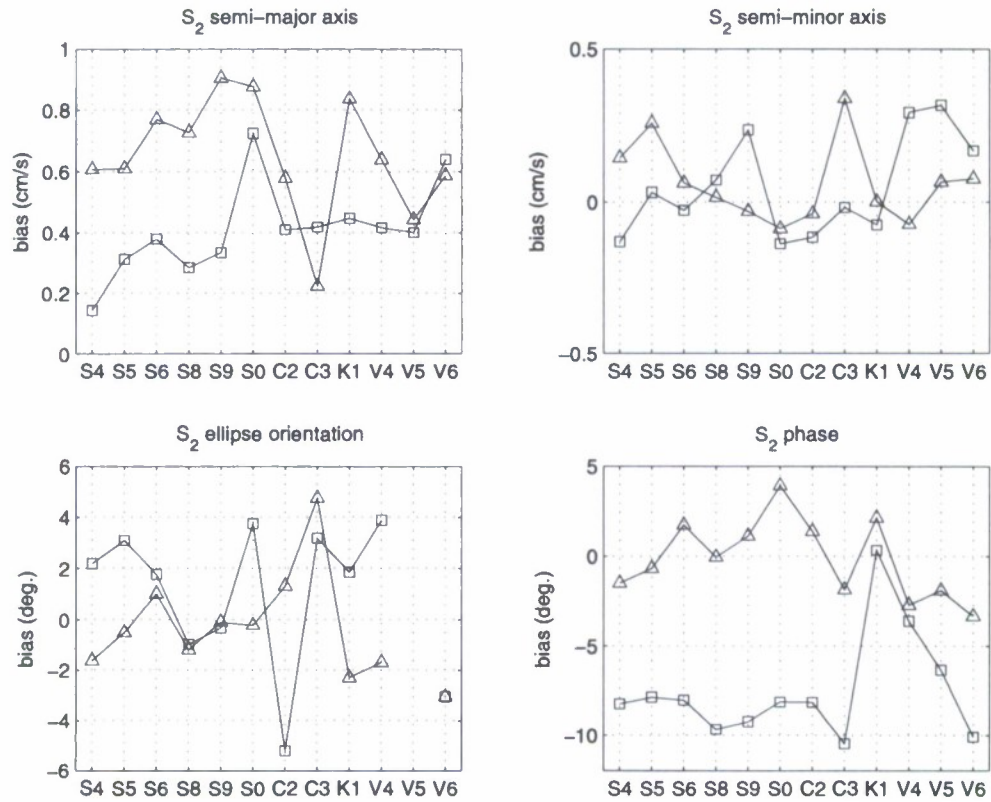 S2 semi-major axis
bias (cm/s)
1
0.8
0.6
0.4
0.2
0
S4 S5 S6 S8 S9 S0 C2 C3 K1 V4 V5 V6
S2 semi-minor axis
bias (cm/s)
0.5
0
-0.5
S4 S5 S6 S8 S9 S0 C2 C3 K1 V4 V5 V6
S2 ellipse orientation
bias (deg.)
6
4
2
0
-2
-4
-6
S4 S5 S6 S8 S9 S0 C2 C3 K1 V4 V5 V6
S2 phase
bias (deg.)
5
0
-5
-10
S4 S5 S6 S8 S9 S0 C2 C3 K1 V4 V5 V6